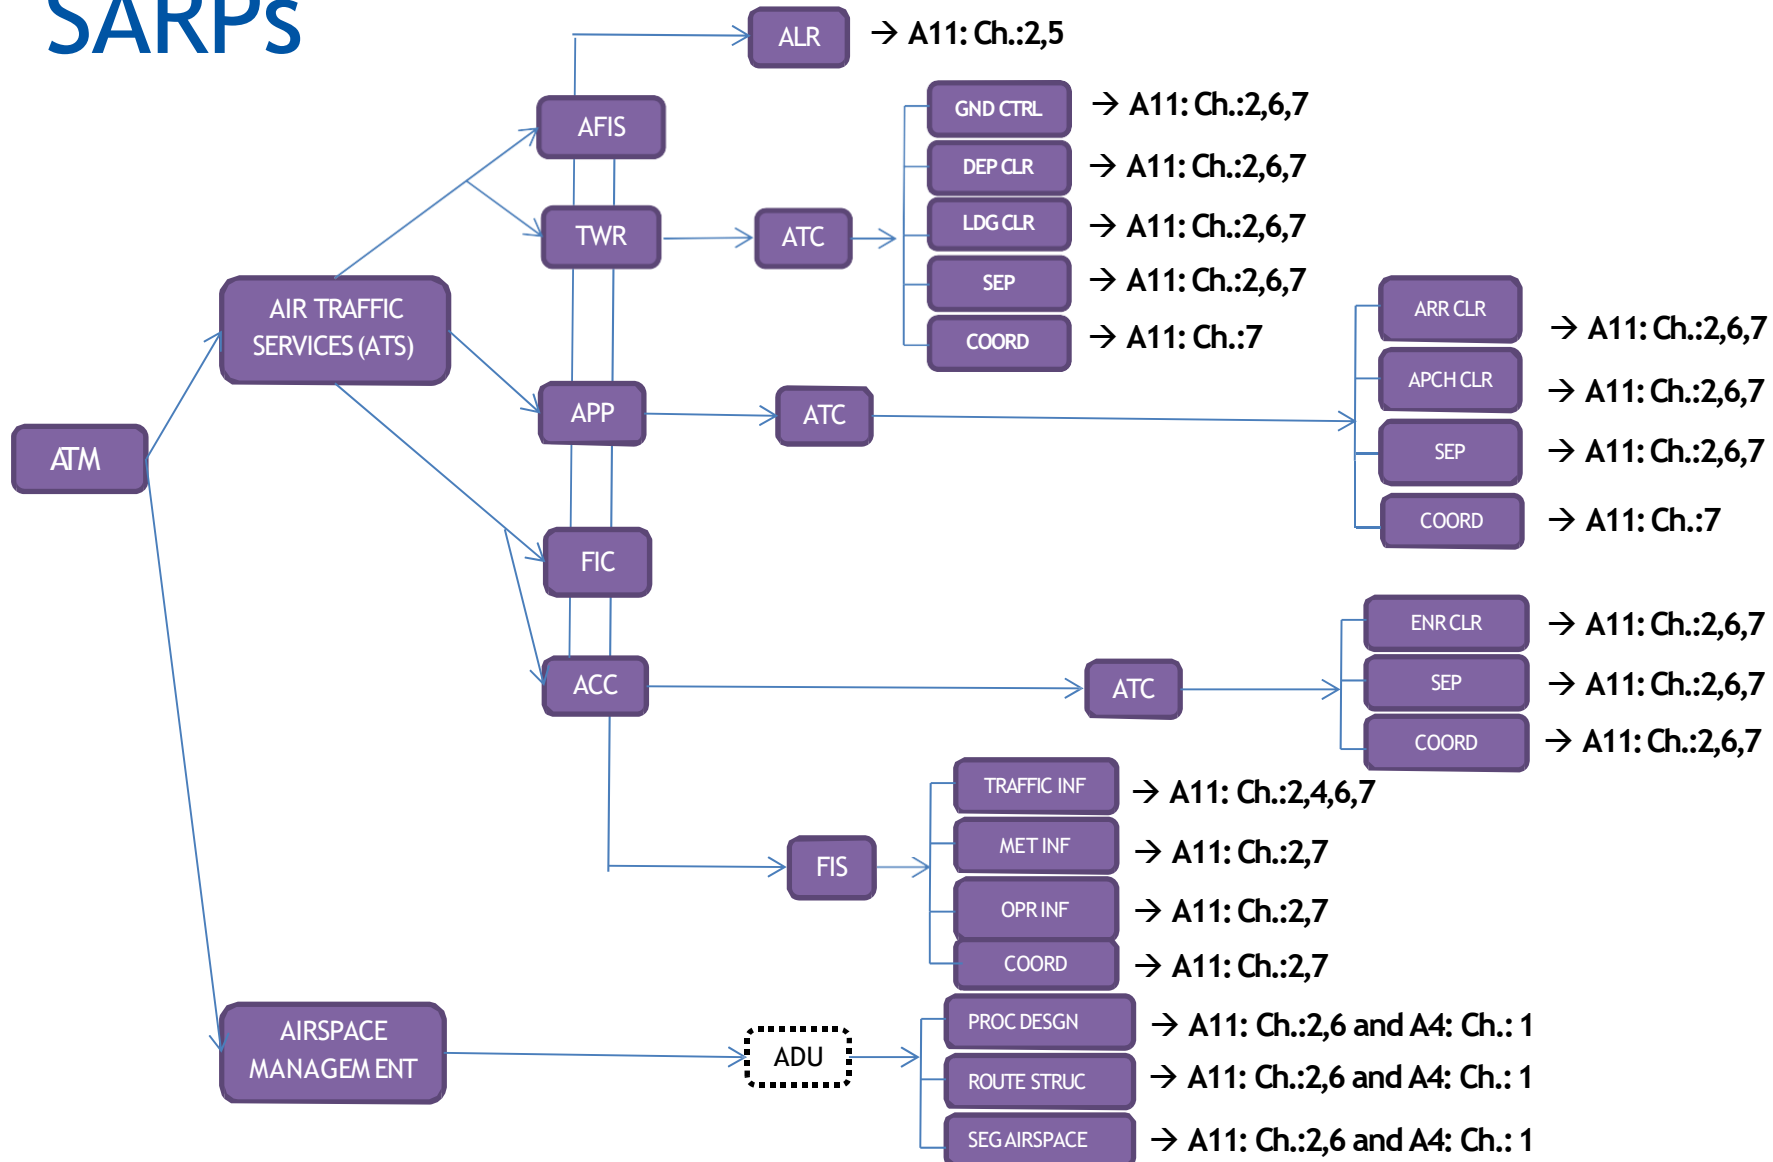 SARPs
ALR
→ A11: Ch.:2,5
AFIS
GND CTRL
→ A11: Ch.:2,6,7
DEP CLR
→ A11: Ch.:2,6,7
TWR
ATC
LDG CLR
→ A11: Ch.:2,6,7
SEP
→ A11: Ch.:2,6,7
COORD
→ A11: Ch.:7
AIR TRAFFIC
SERVICES (ATS)
ARR CLR
→ A11: Ch.:2,6,7
APCH CLR
→ A11: Ch.:2,6,7
APP
ATC
SEP
→ A11: Ch.:2,6,7
COORD
→ A11: Ch.:7
ATM
FIC
ENR CLR
→ A11: Ch.:2,6,7
ACC
ATC
SEP
→ A11: Ch.:2,6,7
COORD
→ A11: Ch.:2,6,7
TRAFFIC INF
→ A11: Ch.:2,4,6,7
MET INF
→ A11: Ch.:2,7
FIS
OPR INF
→ A11: Ch.:2,7
COORD
→ A11: Ch.:2,7
AIRSPACE
MANAGEMENT
ADU
PROC DESGN
→ A11: Ch.:2,6 and A4: Ch.: 1
ROUTE STRUC
→ A11: Ch.:2,6 and A4: Ch.: 1
SEG AIRSPACE
→ A11: Ch.:2,6 and A4: Ch.: 1